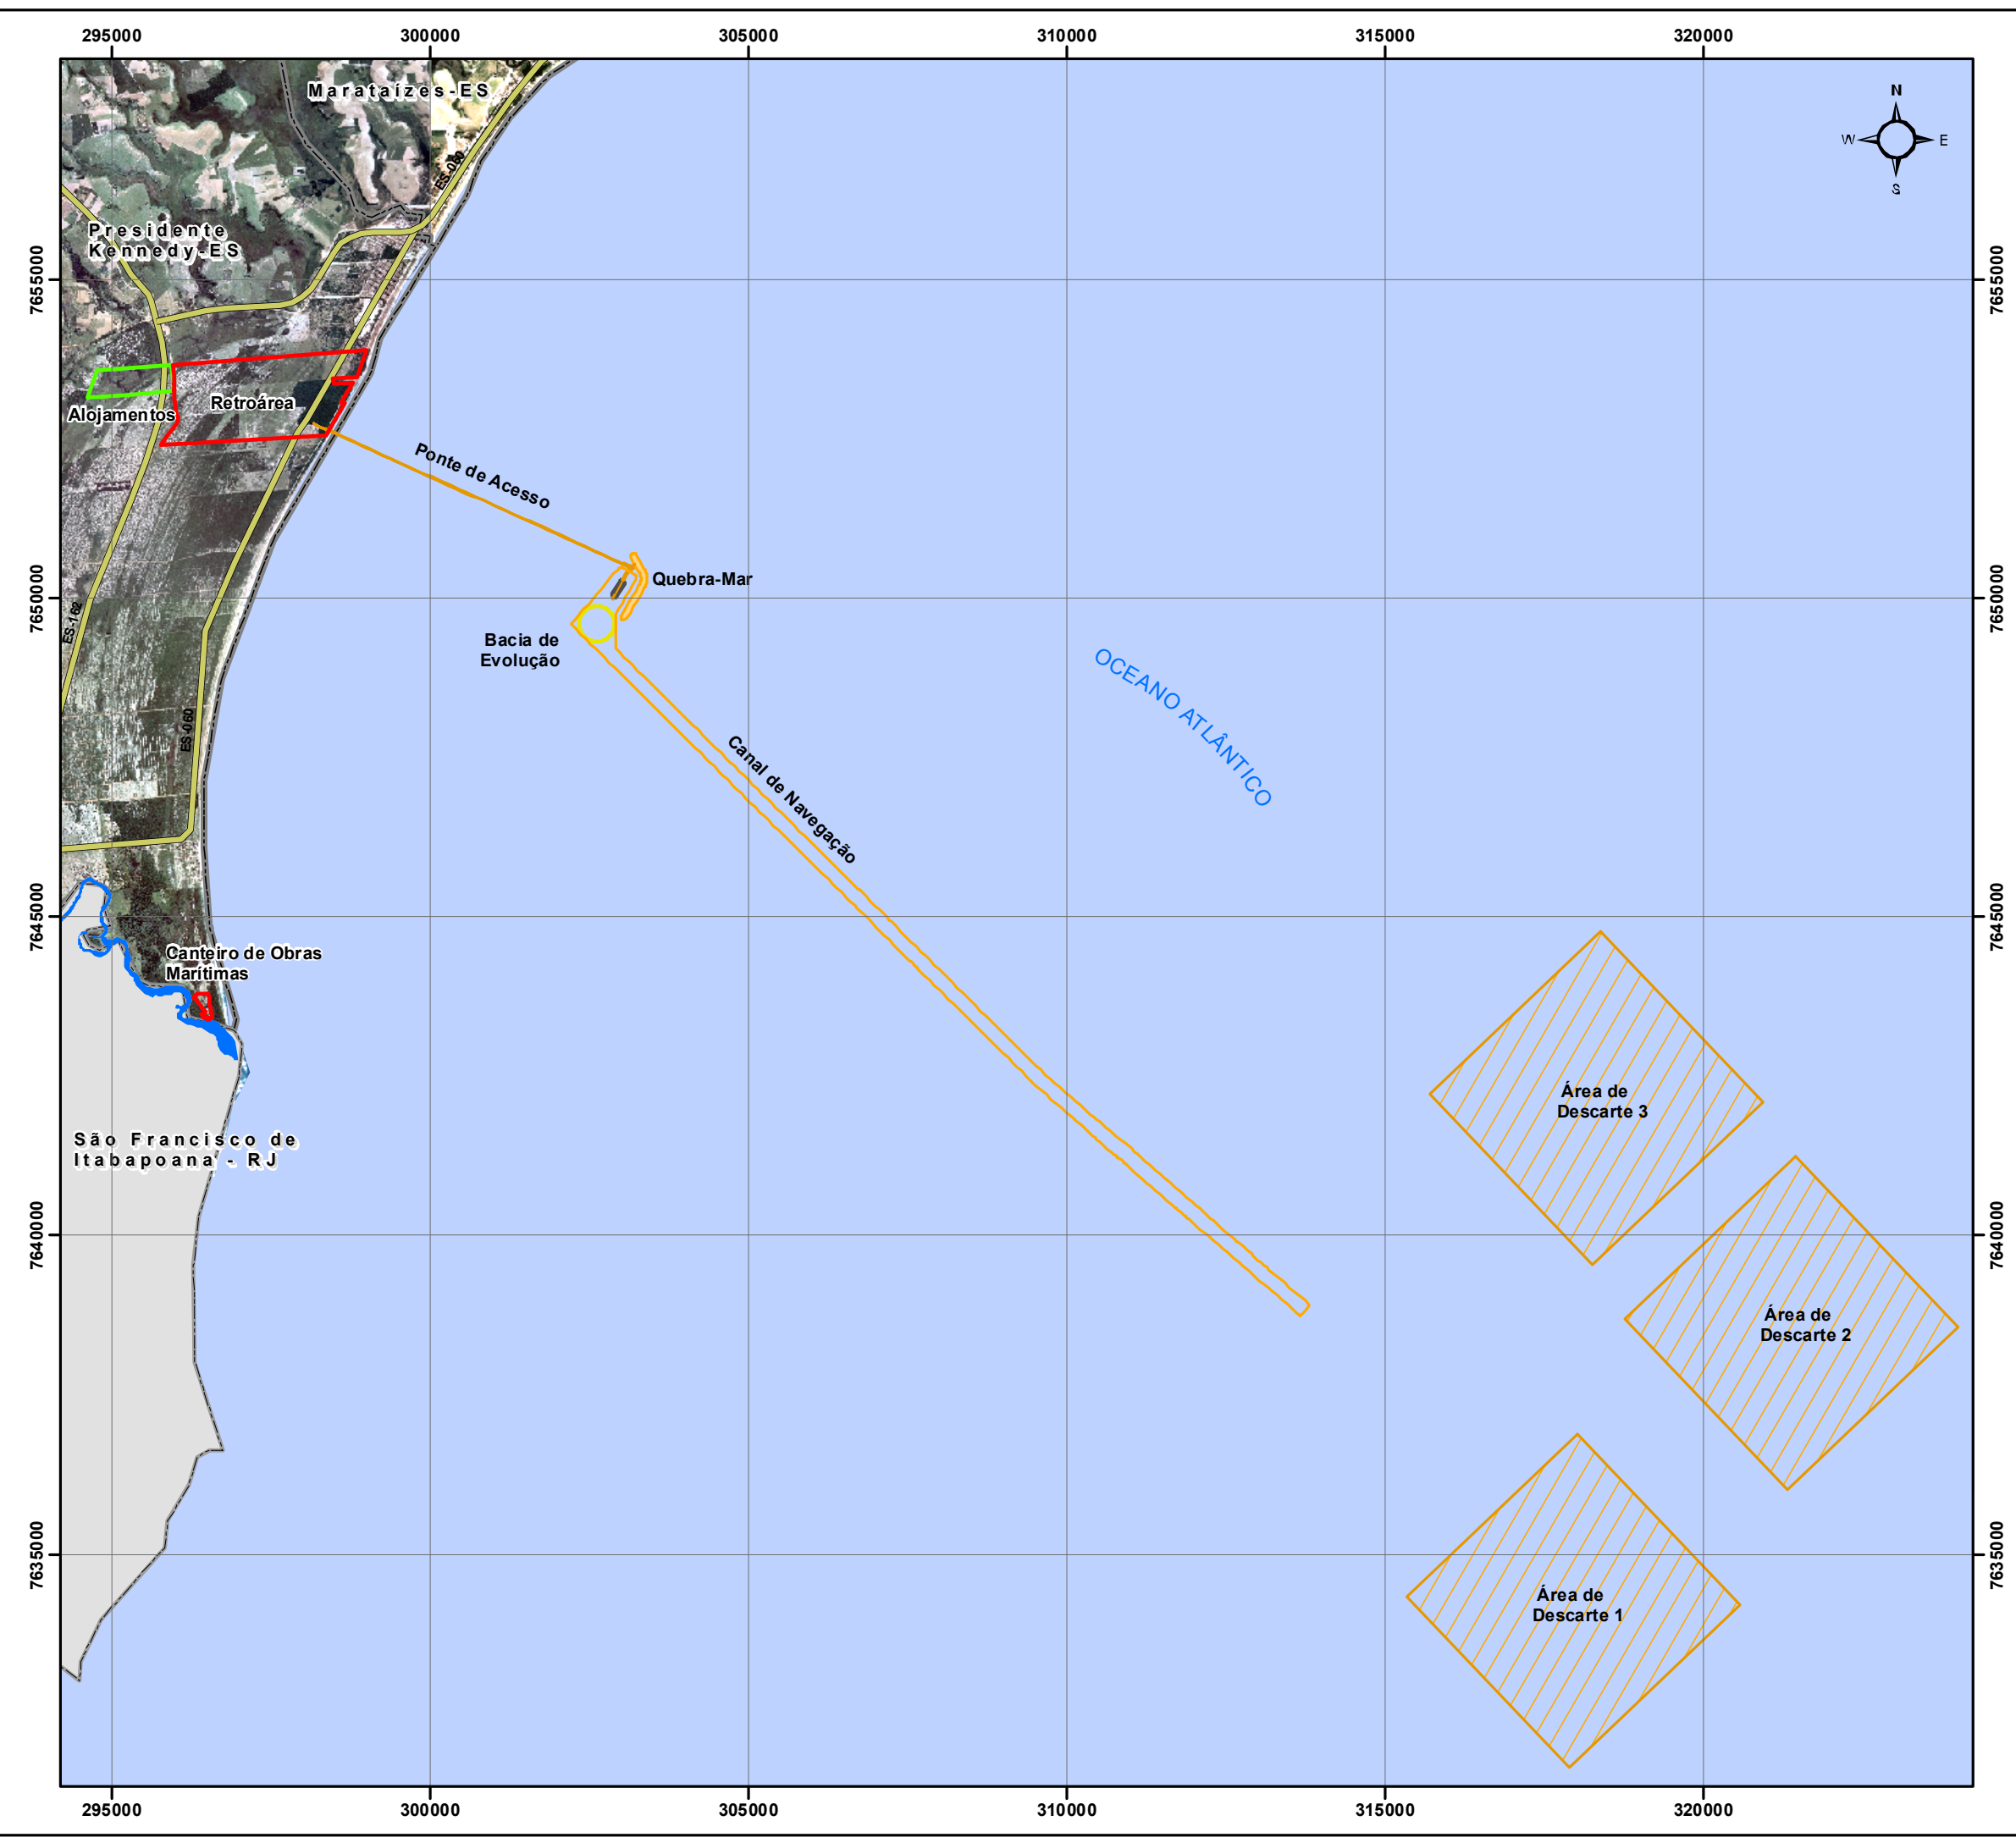 295000
300000
305000
310000
315000
320000
Marataízes-ES
N
W
E
S
ES-060
Presidente
Kennedy-ES
7655000
7655000
Retroárea
Alojamentos
Ponte de Acesso
Quebra-Mar
7650000
7650000
ES-162
Bacia de
Evolução
OCEANO ATLÂNTICO
ES-060
Canal de Navegação
7645000
7645000
Canteiro de Obras
Marítimas
Área de
Descarte 3
São Francisco de
Itabapoana - RJ
7640000
7640000
Área de
Descarte 2
7635000
7635000
Área de
Descarte 1
295000
300000
305000
310000
315000
320000